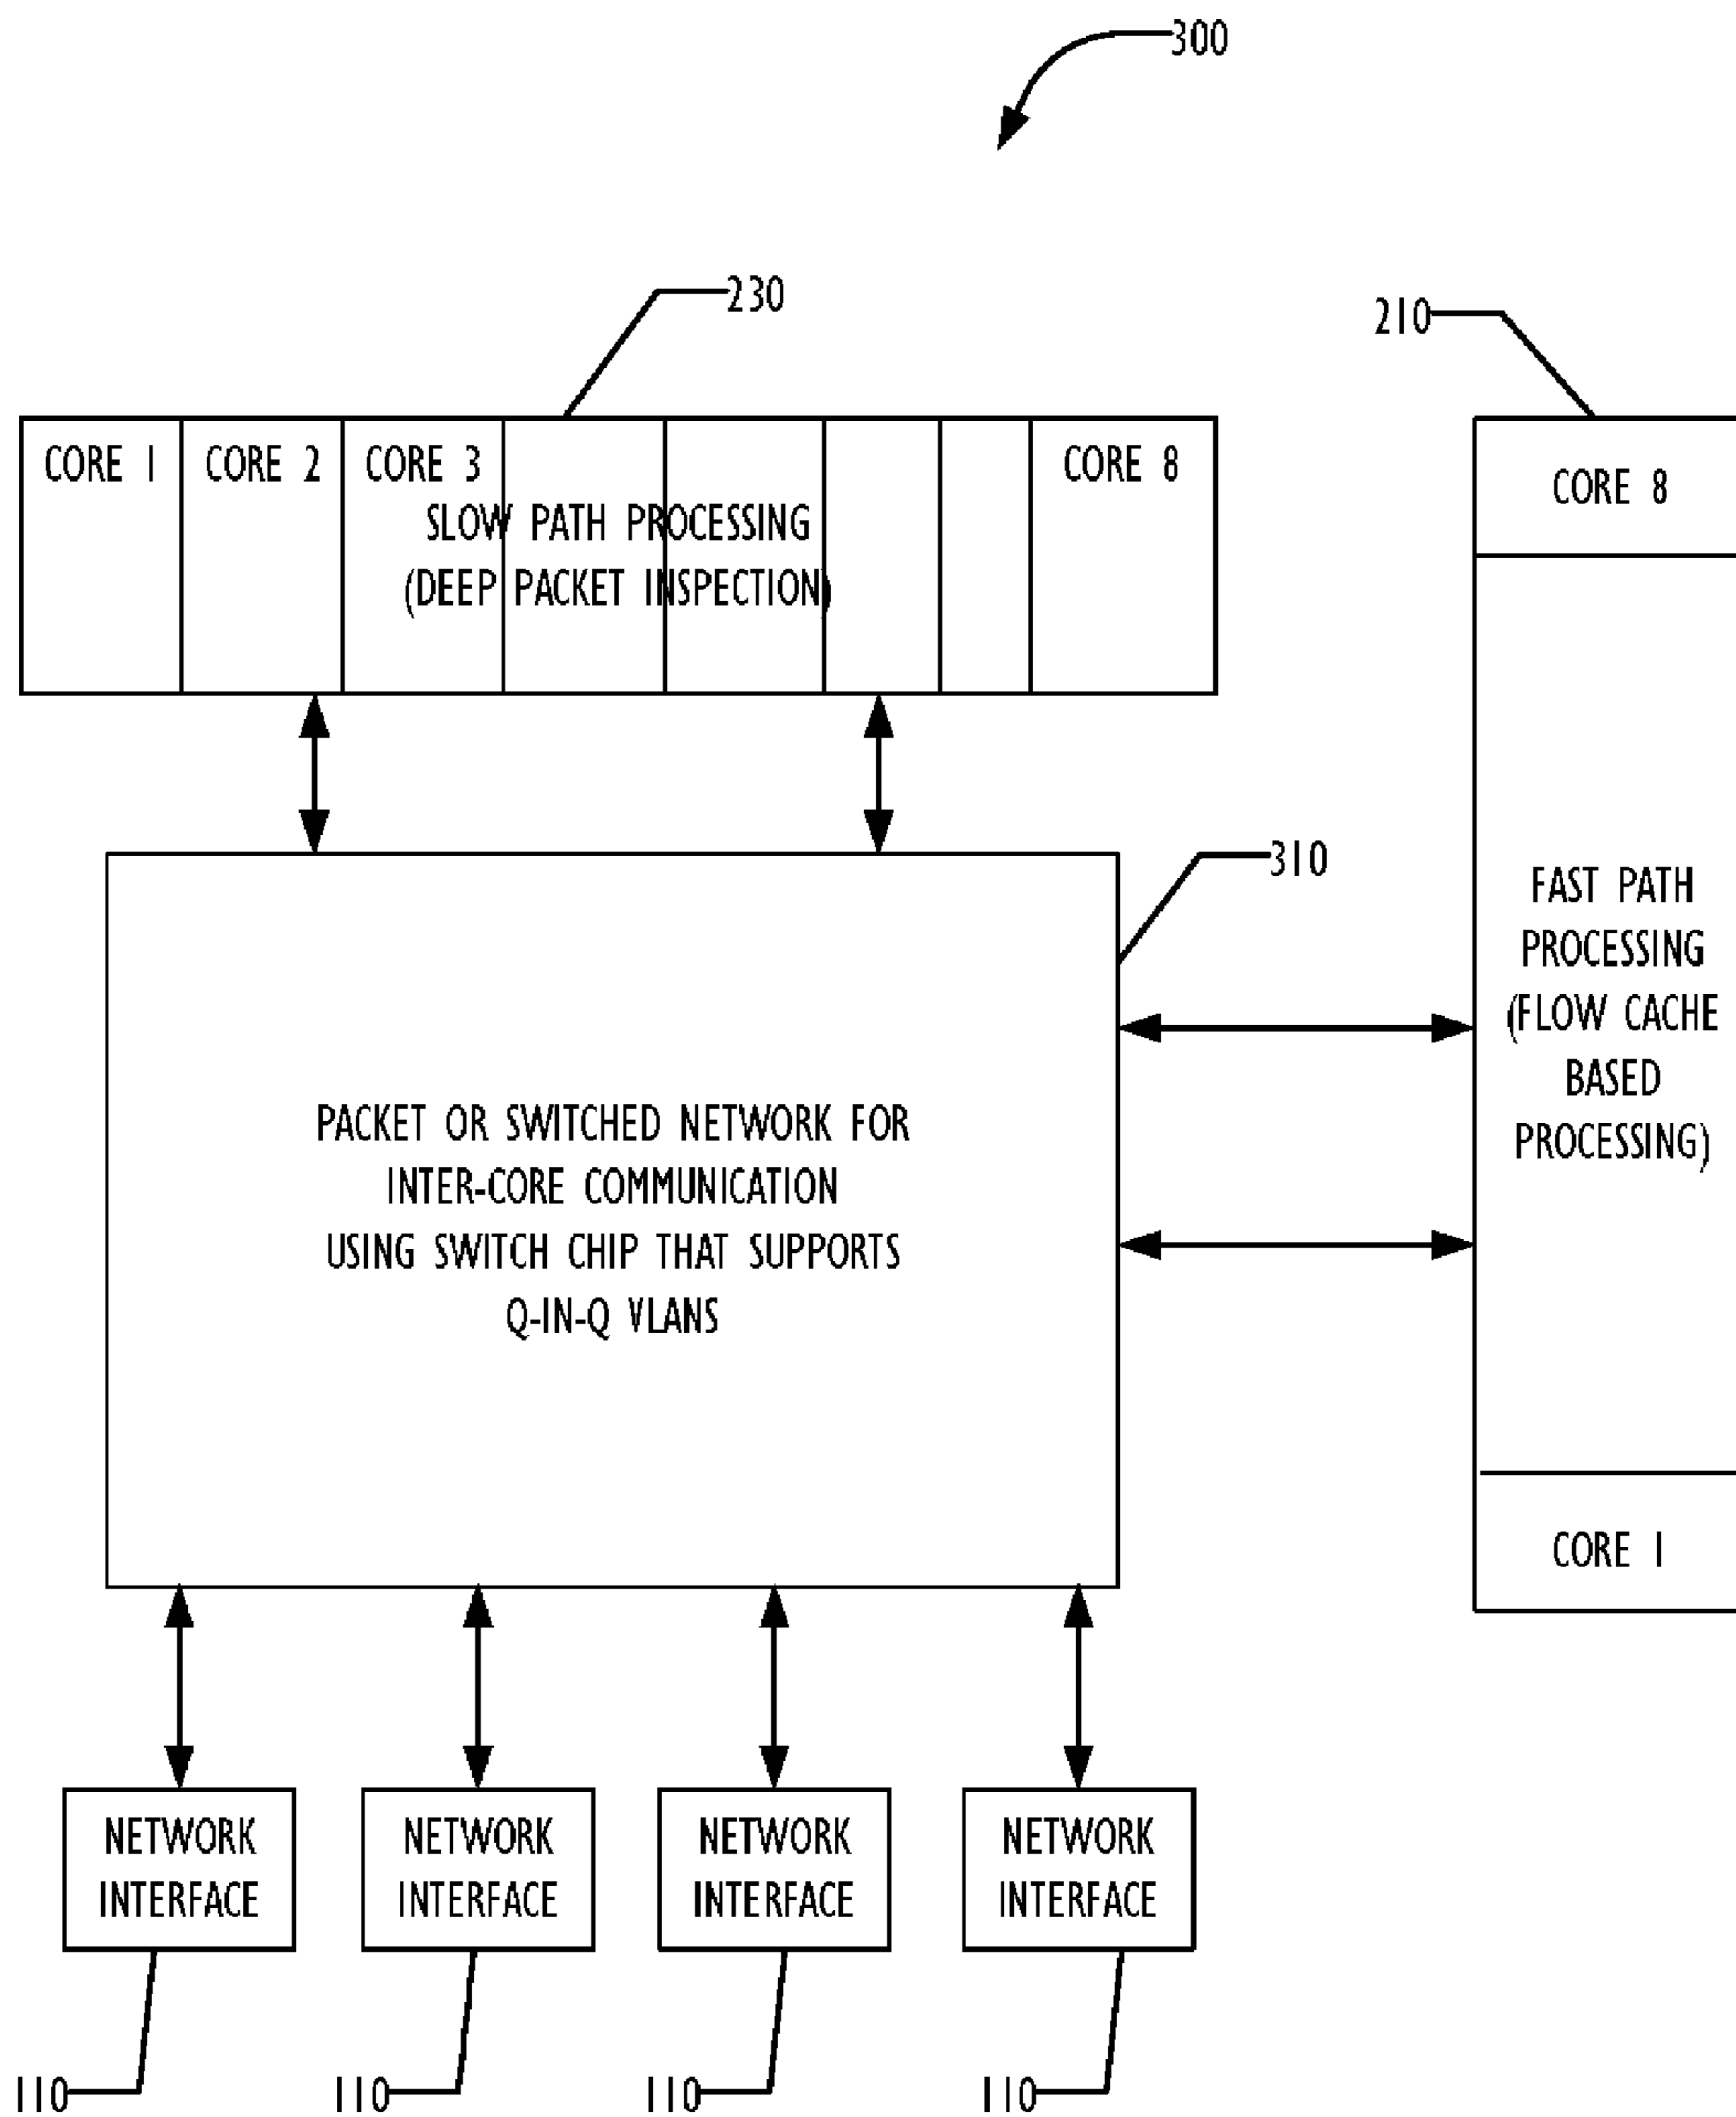 300
230
210
CORE 1 CORE 2 CORE 3 CORE 8
SLOW PATH PROCESSING
(DEEP PACKET INSPECTION)
CORE 8
310
FAST PATH
PROCESSING
(FLOW CACHE
BASED
PROCESSING)
PACKET OR SWITCHED NETWORK FOR
INTER-CORE COMMUNICATION
USING SWITCH CHIP THAT SUPPORTS
Q-IN-Q VLANS
CORE 1
NETWORK
INTERFACE
NETWORK
INTERFACE
NETWORK
INTERFACE
NETWORK
INTERFACE
110 110 110 110